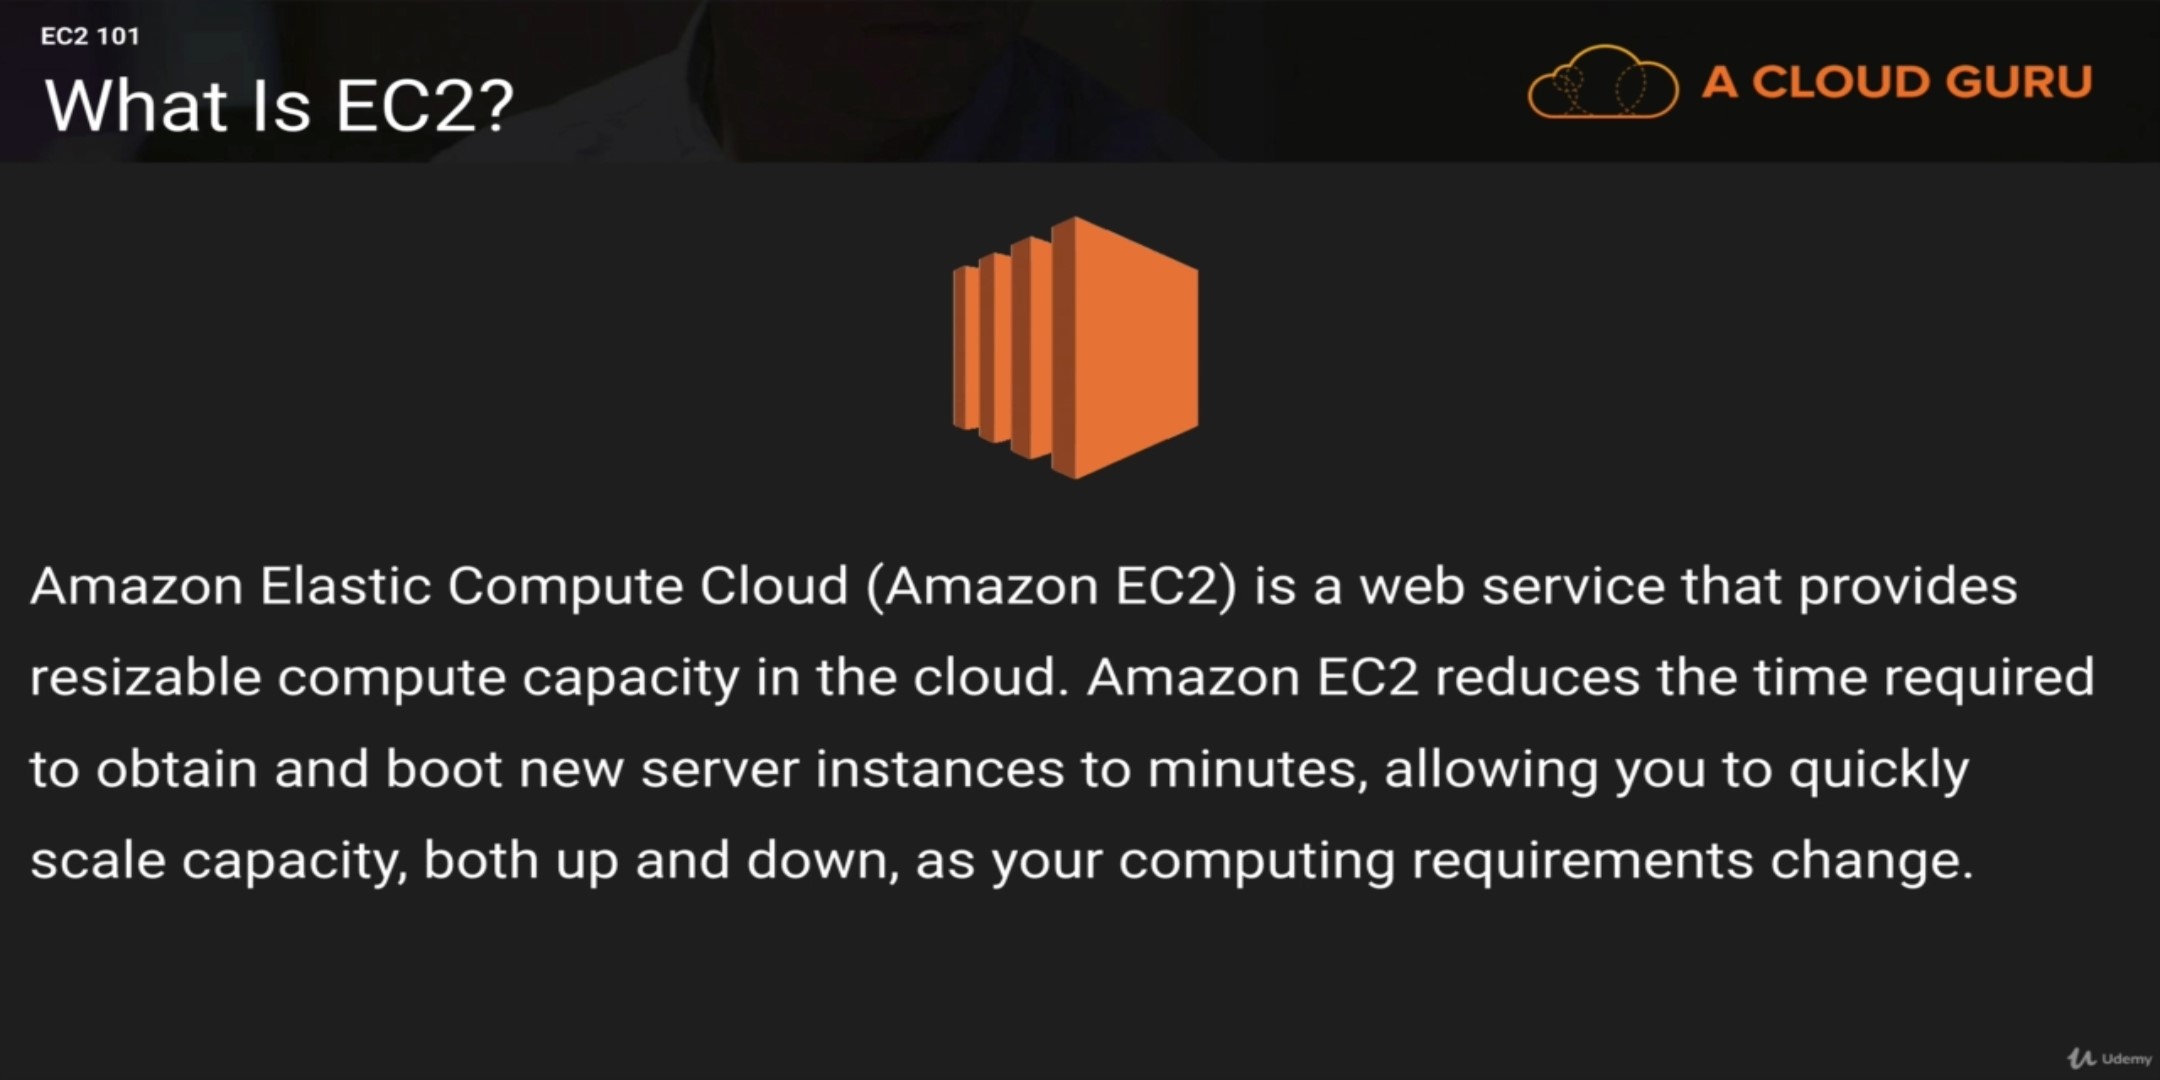 EC2 101
What Is EC2?
A CLOUD GURU
Amazon Elastic Compute Cloud (Amazon EC2) is a web service that provides
resizable compute capacity in the cloud. Amazon EC2 reduces the time required
to obtain and boot new server instances to minutes, allowing you to quickly
scale capacity, both up and down, as your computing requirements change.
Udemy